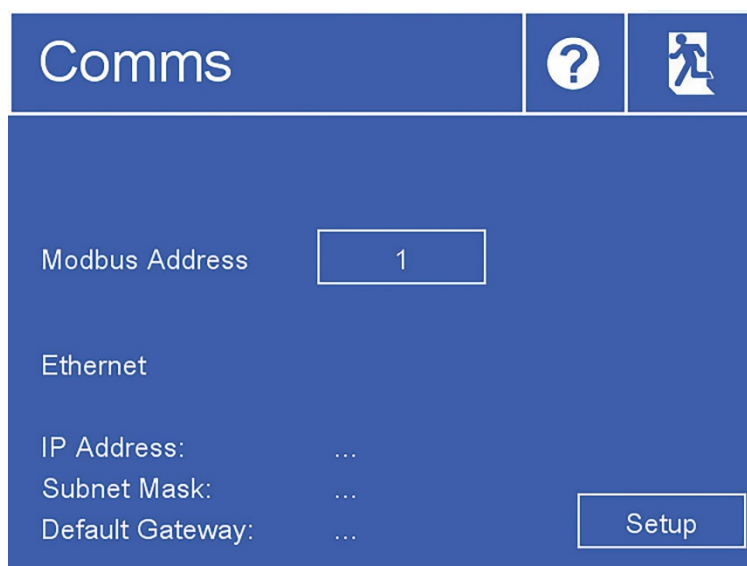 Comms ?
Modbus Address 1
Ethernet
IP Address: ...
Subnet Mask: ...
Default Gateway: ...
Setup